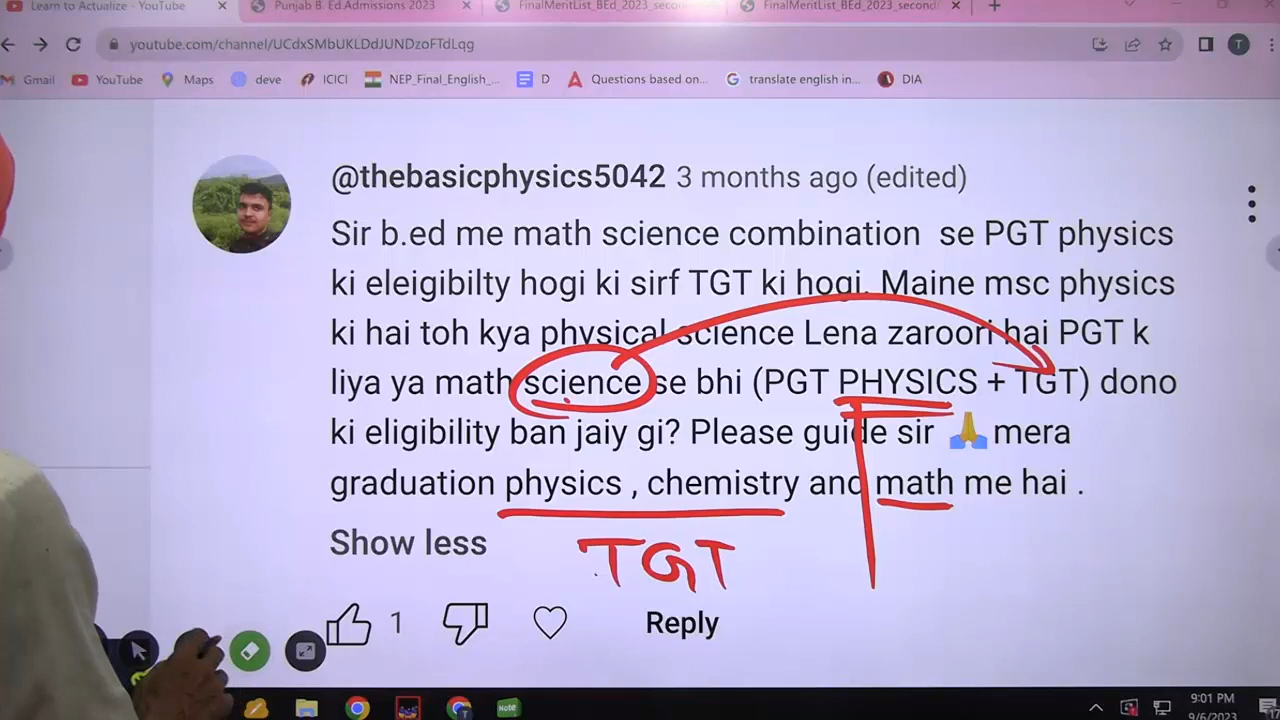 Learn to Actualize - YouTube
Punjab B. Ed.Admissions 2023
FinalMeritList_BEd_2023_second
FinalMeritList_BEd_2023_second
youtube.com/channel/UCdxSMbUKLDdJUNDzoFTdLqg
T
Gmail YouTube Maps deve ICICI NEP_Final_English_... D Questions based on... translate english in... DIA
@thebasicphysics5042 3 months ago (edited)
Sir b.ed me math science combination se PGT physics
ki eleigibilty hogi ki sirf TGT ki hogi. Maine msc physics
ki hai toh kya physical science Lena zaroori hai PGT k
liya ya math science se bhi (PGT PHYSICS + TGT) dono
ki eligibility ban jaiy gi? Please guide sir 🙏 mera
graduation physics , chemistry and math me hai .
Show less
TGT
1
Reply
Note
9:01 PM
9/6/2023